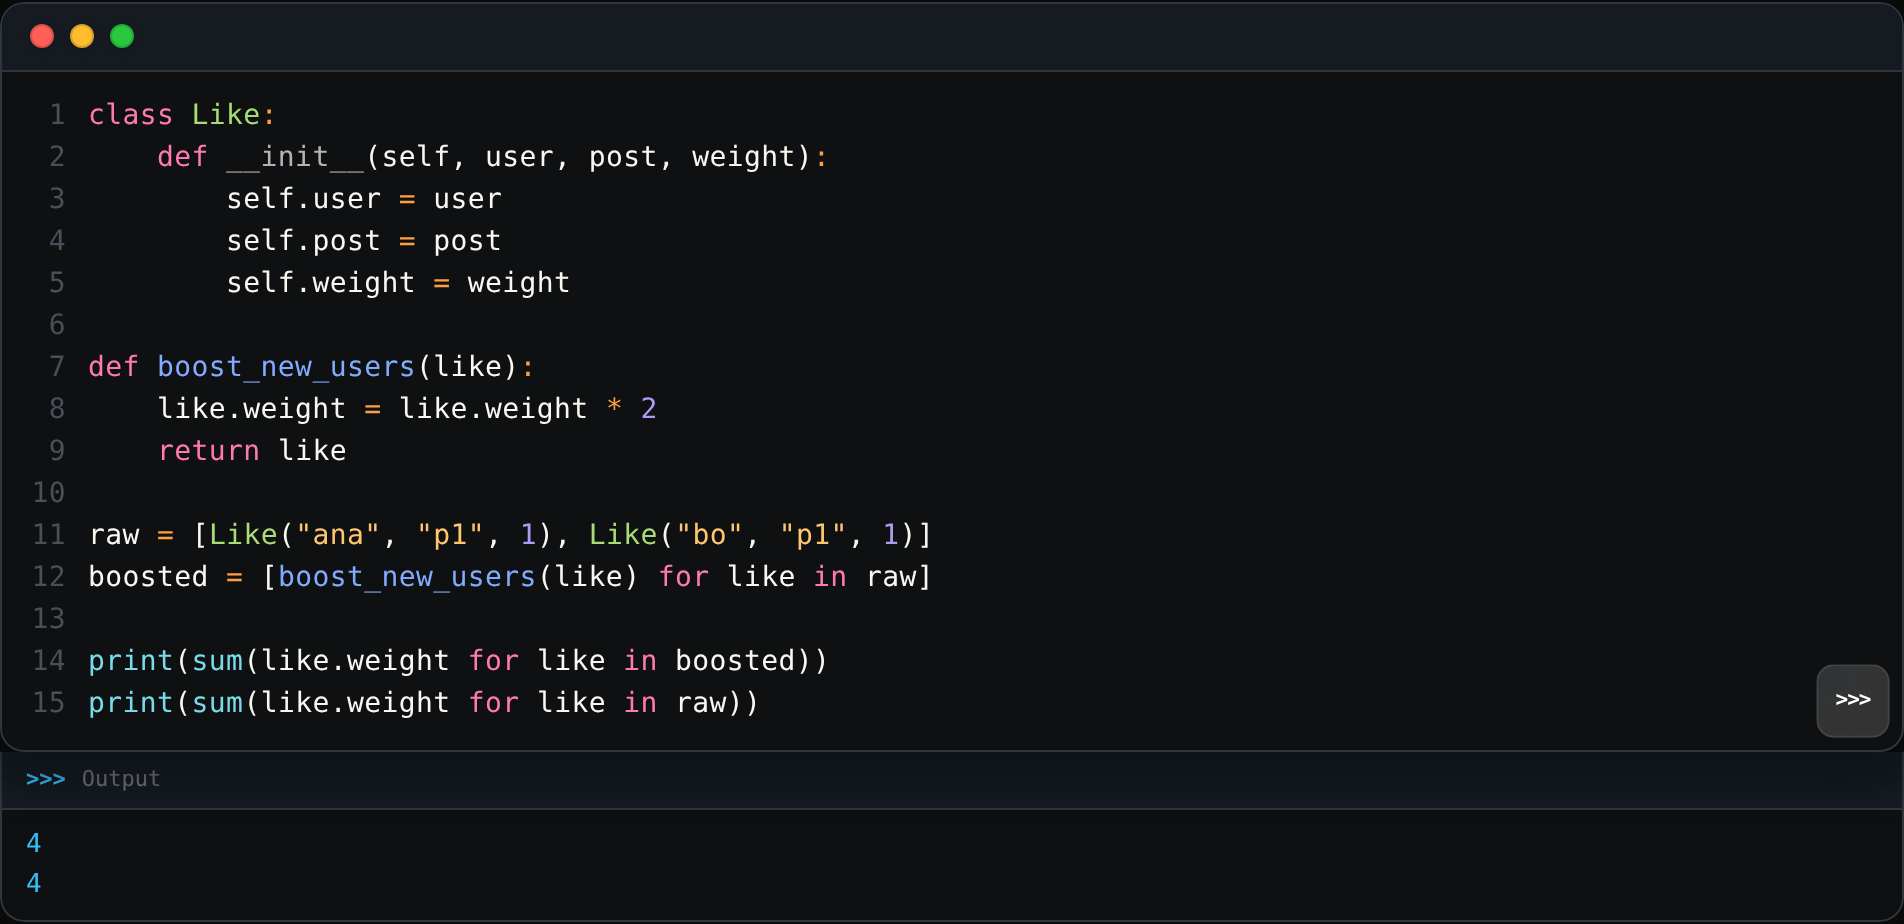 1 class Like:
2     def __init__(self, user, post, weight):
3         self.user = user
4         self.post = post
5         self.weight = weight
6
7 def boost_new_users(like):
8     like.weight = like.weight * 2
9     return like
10
11 raw = [Like("ana", "p1", 1), Like("bo", "p1", 1)]
12 boosted = [boost_new_users(like) for like in raw]
13
14 print(sum(like.weight for like in boosted))
15 print(sum(like.weight for like in raw))
>>>
>>> Output
4
4